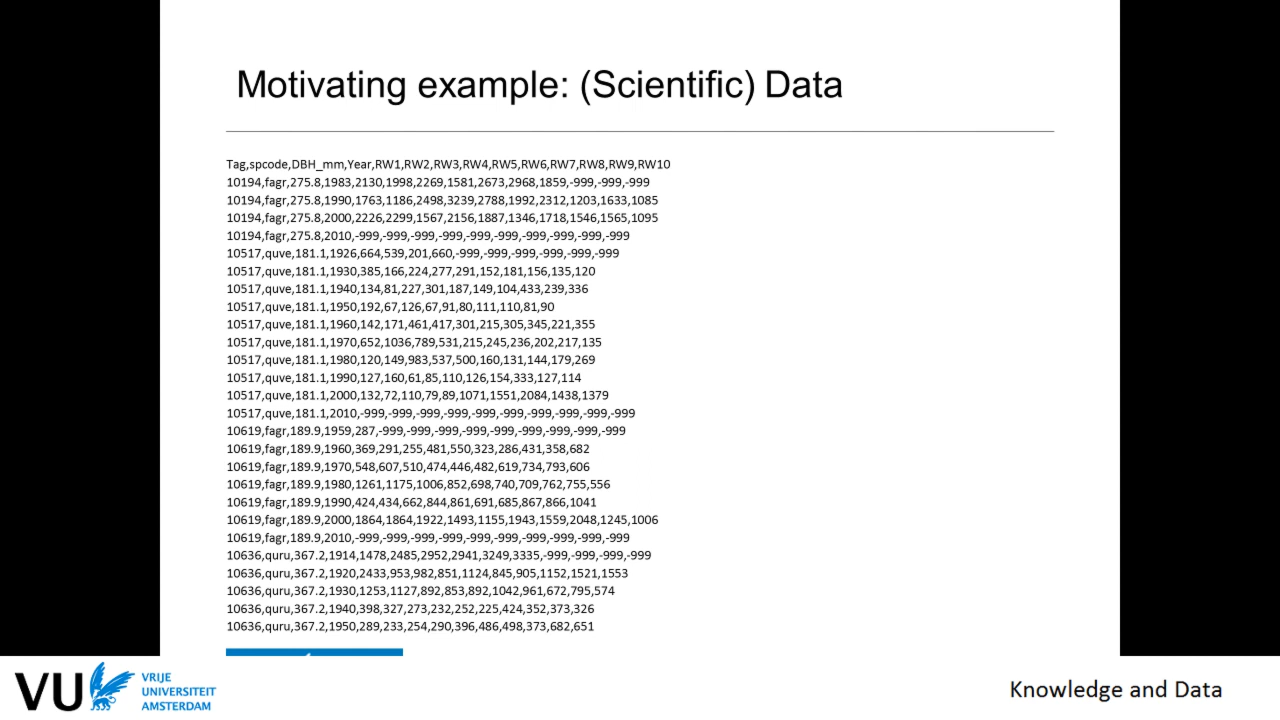 Motivating example: (Scientific) Data
Tag,spcode,DBH_mm,Year,RW1,RW2,RW3,RW4,RW5,RW6,RW7,RW8,RW9,RW10
10194,fagr,275.8,1983,2130,1998,2269,1581,2673,2968,1859,-999,-999,-999
10194,fagr,275.8,1990,1763,1186,2498,3239,2788,1992,2312,1203,1633,1085
10194,fagr,275.8,2000,2226,2299,1567,2156,1887,1346,1718,1546,1565,1095
10194,fagr,275.8,2010,-999,-999,-999,-999,-999,-999,-999,-999,-999,-999
10517,quve,181.1,1926,664,539,201,660,-999,-999,-999,-999,-999,-999
10517,quve,181.1,1930,385,166,224,277,291,152,181,156,135,120
10517,quve,181.1,1940,134,81,227,301,187,149,104,433,239,336
10517,quve,181.1,1950,192,67,126,67,91,80,111,110,81,90
10517,quve,181.1,1960,142,171,461,417,301,215,305,345,221,355
10517,quve,181.1,1970,652,1036,789,531,215,245,236,202,217,135
10517,quve,181.1,1980,120,149,983,537,500,160,131,144,179,269
10517,quve,181.1,1990,127,160,61,85,110,126,154,333,127,114
10517,quve,181.1,2000,132,72,110,79,89,1071,1551,2084,1438,1379
10517,quve,181.1,2010,-999,-999,-999,-999,-999,-999,-999,-999,-999,-999
10619,fagr,189.9,1959,287,-999,-999,-999,-999,-999,-999,-999,-999,-999
10619,fagr,189.9,1960,369,291,255,481,550,323,286,431,358,682
10619,fagr,189.9,1970,548,607,510,474,446,482,619,734,793,606
10619,fagr,189.9,1980,1261,1175,1006,852,698,740,709,762,755,556
10619,fagr,189.9,1990,424,434,662,844,861,691,685,867,866,1041
10619,fagr,189.9,2000,1864,1864,1922,1493,1155,1943,1559,2048,1245,1006
10619,fagr,189.9,2010,-999,-999,-999,-999,-999,-999,-999,-999,-999,-999
10636,quru,367.2,1914,1478,2485,2952,2941,3249,3335,-999,-999,-999,-999
10636,quru,367.2,1920,2433,953,982,851,1124,845,905,1152,1521,1553
10636,quru,367.2,1930,1253,1127,892,853,892,1042,961,672,795,574
10636,quru,367.2,1940,398,327,273,232,252,225,424,352,373,326
10636,quru,367.2,1950,289,233,254,290,396,486,498,373,682,651
VU VRIJE
UNIVERSITEIT
AMSTERDAM
Knowledge and Data